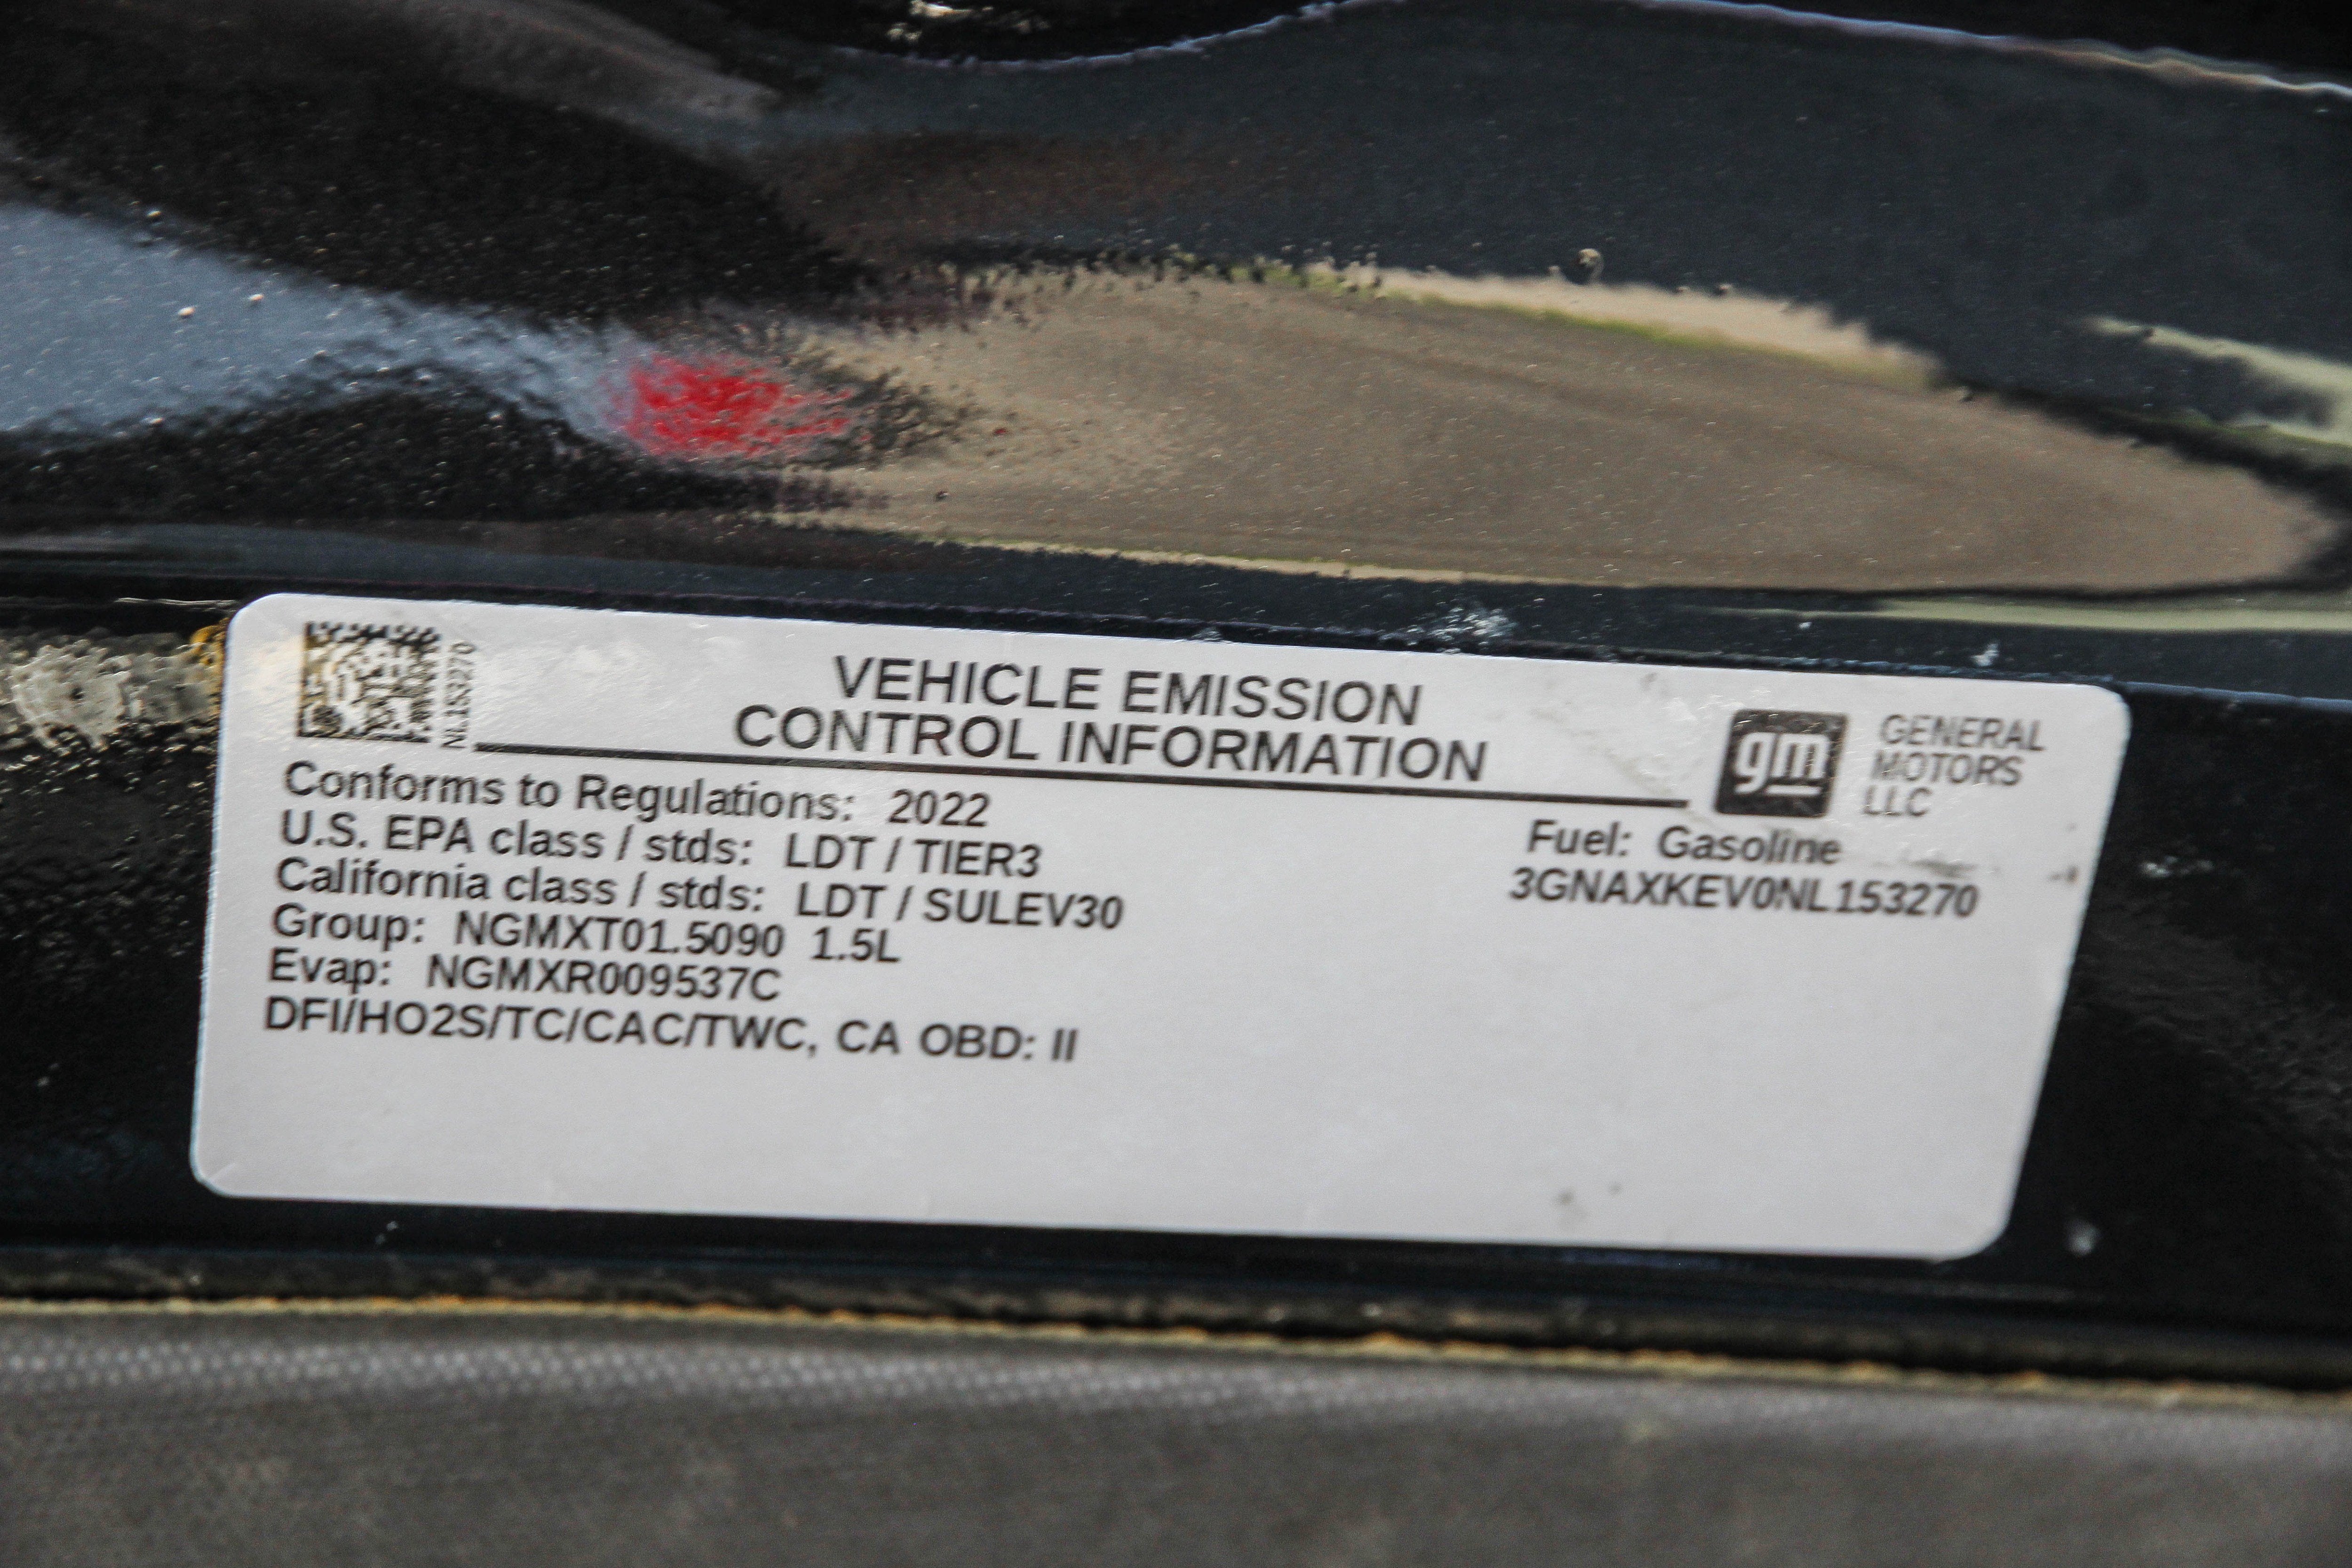 NL153270
VEHICLE EMISSION
CONTROL INFORMATION
gm
GENERAL
MOTORS
LLC
Conforms to Regulations: 2022
U.S. EPA class / stds: LDT / TIER3
California class / stds: LDT / SULEV30
Group: NGMXT01.5090 1.5L
Evap: NGMXR009537C
DFI/HO2S/TC/CAC/TWC, CA OBD: II
Fuel: Gasoline
3GNAXKEV0NL153270